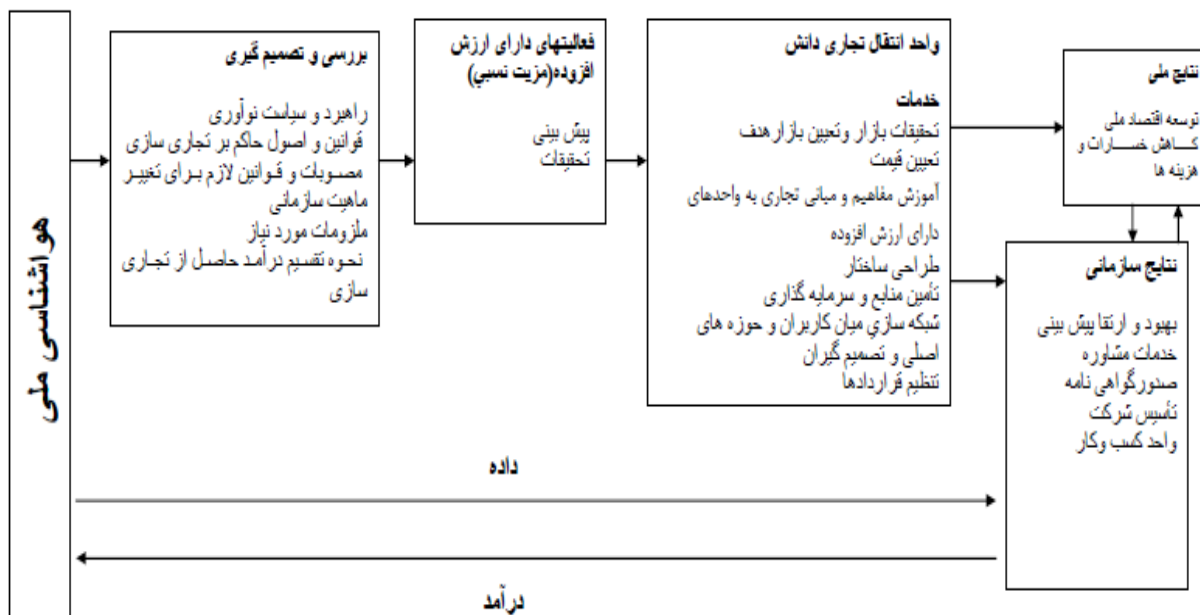 هواشناسی ملی
بررسی و تصمیم گیری
راهبرد و سیاست نوآوری
قوانین و اصول حاکم بر تجاری سازی
مصوبات و قوانین لازم برای تغییر
ماهیت سازمانی
ملزومات مورد نیاز
نحوه تقسیم درآمد حاصل از تجاری
سازی
فعالیتهای دارای ارزش
افزوده(مزیت نسبي)
پیش بینی
تحقیقات
واحد انتقال تجاری دانش
خدمات
تحقیقات بازار وتعیین بازار هدف
تعیین قیمت
آموزش مفاهیم و مبانی تجاری به واحدهای
دارای ارزش افزوده
طراحی ساختار
تأمین منابع و سرمایه گذاری
شبکه سازي میان کاربران و حوزه های
اصلی و تصمیم گیران
تنظیم قراردادها
نتایج ملی
توسعه اقتصاد ملی
کاهش خسارات و
هزینه ها
نتایج سازمانی
بهبود و ارتقا پیش بینی
خدمات مشاوره
صدورگواهی نامه
تأسیس شرکت
واحد کسب وکار
داده
درآمد